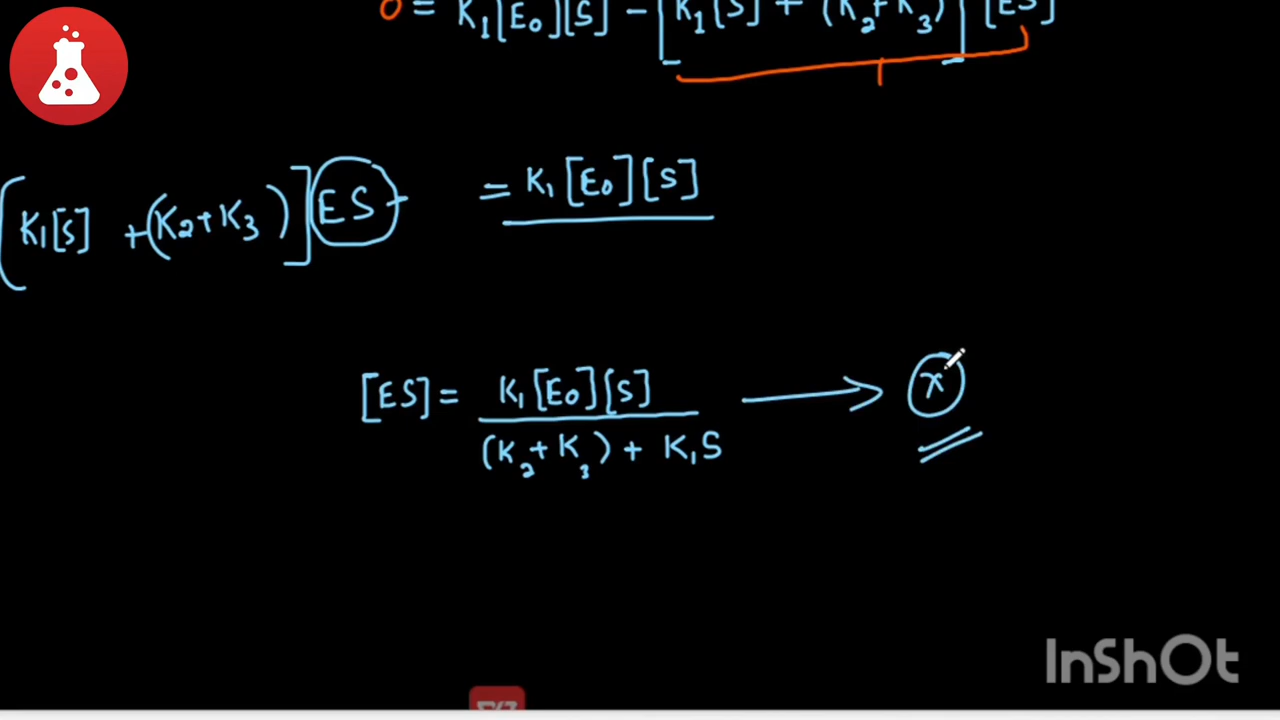 0 = K₁[E₀][S] - [K₁[S] + (K₂+K₃)] [ES]
[K₁[S] +(K₂+K₃)] ES = K₁[E₀][S]
[ES] = K₁[E₀][S] ⟶ x
(K₂+K₃) + K₁S
InShOt